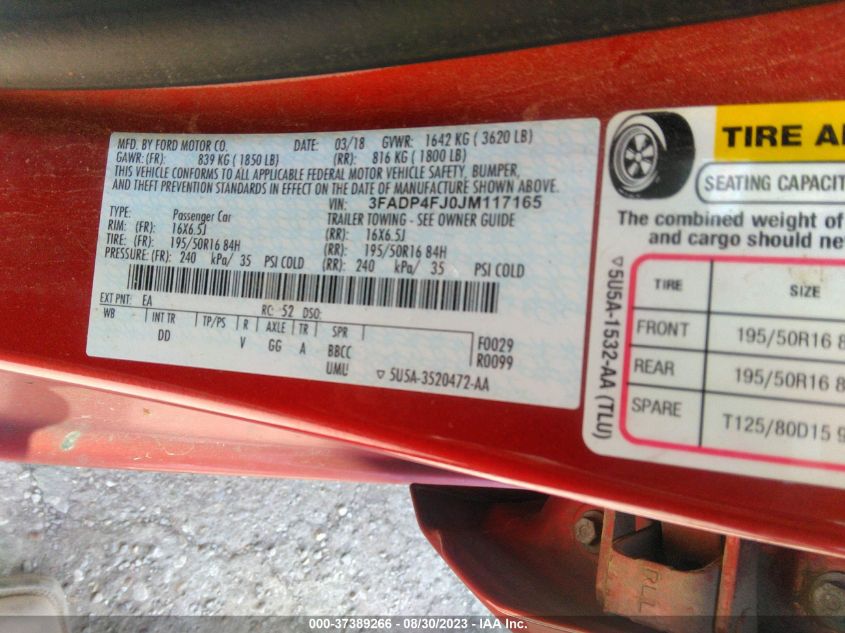 MFD. BY FORD MOTOR CO. DATE: 03/18 GVWR: 1642 KG ( 3620 LB)
GAWR:(FR): 839 KG ( 1850 LB) (RR): 816 KG ( 1800 LB)
THIS VEHICLE CONFORMS TO ALL APPLICABLE FEDERAL MOTOR VEHICLE SAFETY, BUMPER,
AND THEFT PREVENTION STANDARDS IN EFFECT ON THE DATE OF MANUFACTURE SHOWN ABOVE.
VIN: 3FADP4FJ0JM117165
TYPE: Passenger Car TRAILER TOWING - SEE OWNER GUIDE
RIM: (FR): 16X6.5J (RR): 16X6.5J
TIRE: (FR): 195/50R16 84H (RR): 195/50R16 84H
PRESSURE: (FR): 240 kPa/ 35 PSI COLD (RR): 240 kPa/ 35 PSI COLD
EXT PNT: EA RC: 52 DSO:
WB INT TR TP/PS R AXLE TR SPR F0029
DD V GG A BBCC R0099
UMU ▽ 5U5A-3520472-AA
TIRE A
SEATING CAPACIT
The combined weight of
and cargo should ne
▽5U5A-1532-AA (TLU)
TIRE SIZE
FRONT 195/50R16 8
REAR 195/50R16 8
SPARE T125/80D15 9
RLL
000-37389266 - 08/30/2023 - IAA Inc.